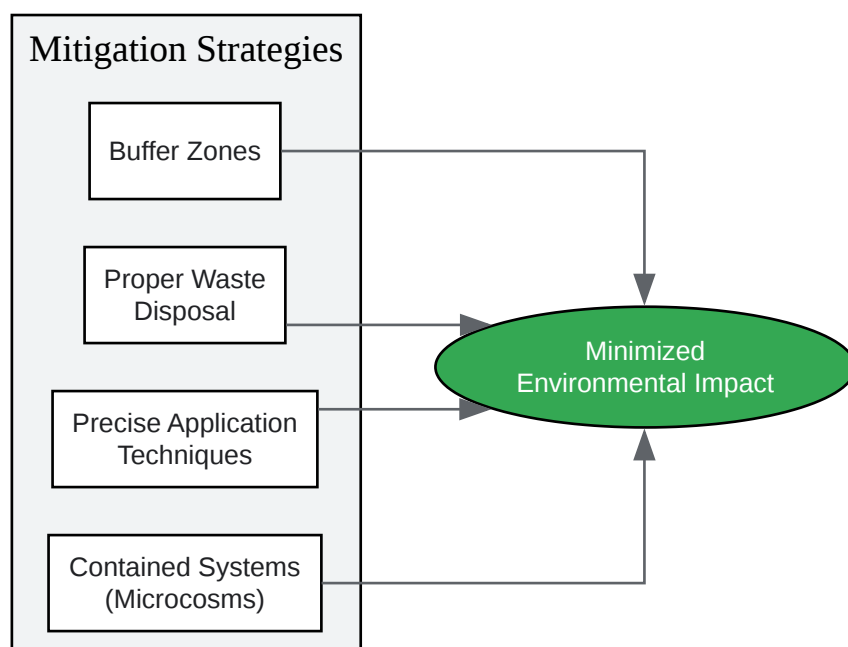 Mitigation Strategies
Buffer Zones
Proper Waste
Disposal
Precise Application
Techniques
Contained Systems
(Microcosms)
Minimized
Environmental Impact